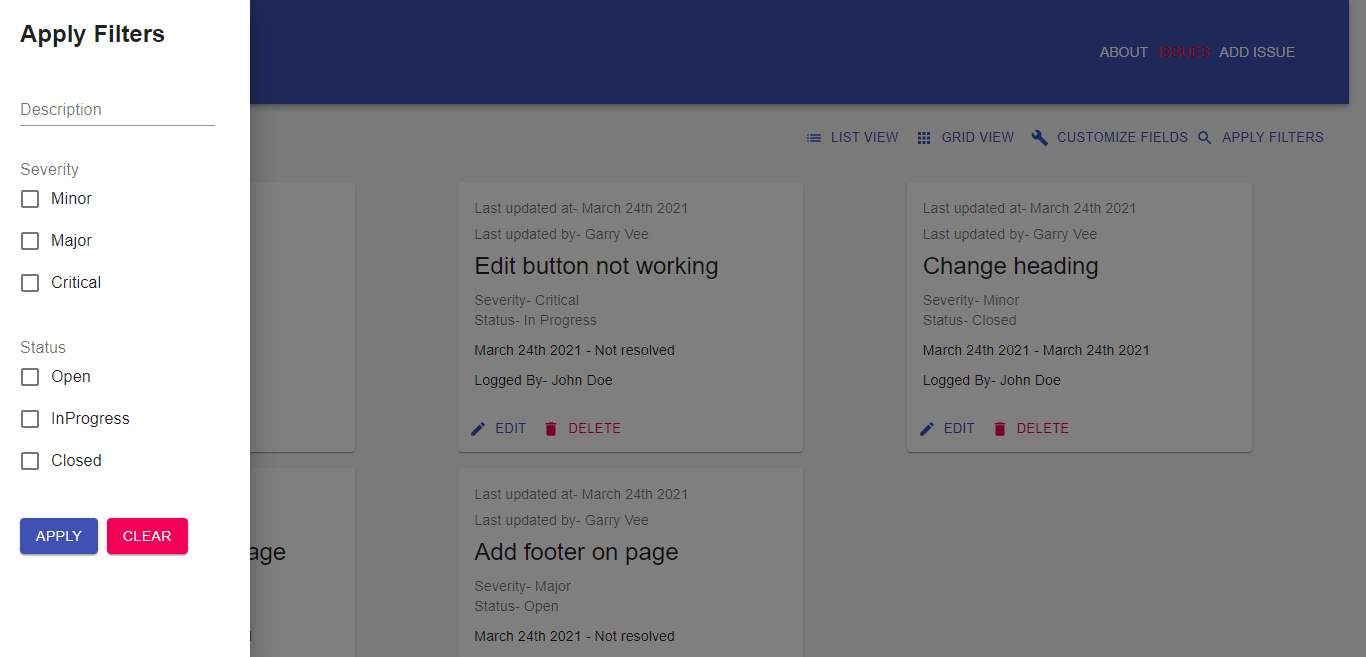 Apply Filters
Description
Severity
Minor
Major
Critical
Status
Open
InProgress
Closed
APPLY CLEAR
ABOUT ISSUES ADD ISSUE
LIST VIEW GRID VIEW CUSTOMIZE FIELDS APPLY FILTERS
Last updated at- March 24th 2021
Last updated by- Garry Vee
Edit button not working
Severity- Critical
Status- In Progress
March 24th 2021 - Not resolved
Logged By- John Doe
EDIT DELETE
Last updated at- March 24th 2021
Last updated by- Garry Vee
Change heading
Severity- Minor
Status- Closed
March 24th 2021 - March 24th 2021
Logged By- John Doe
EDIT DELETE
Last updated at- March 24th 2021
Last updated by- Garry Vee
Add footer on page
Severity- Major
Status- Open
March 24th 2021 - Not resolved